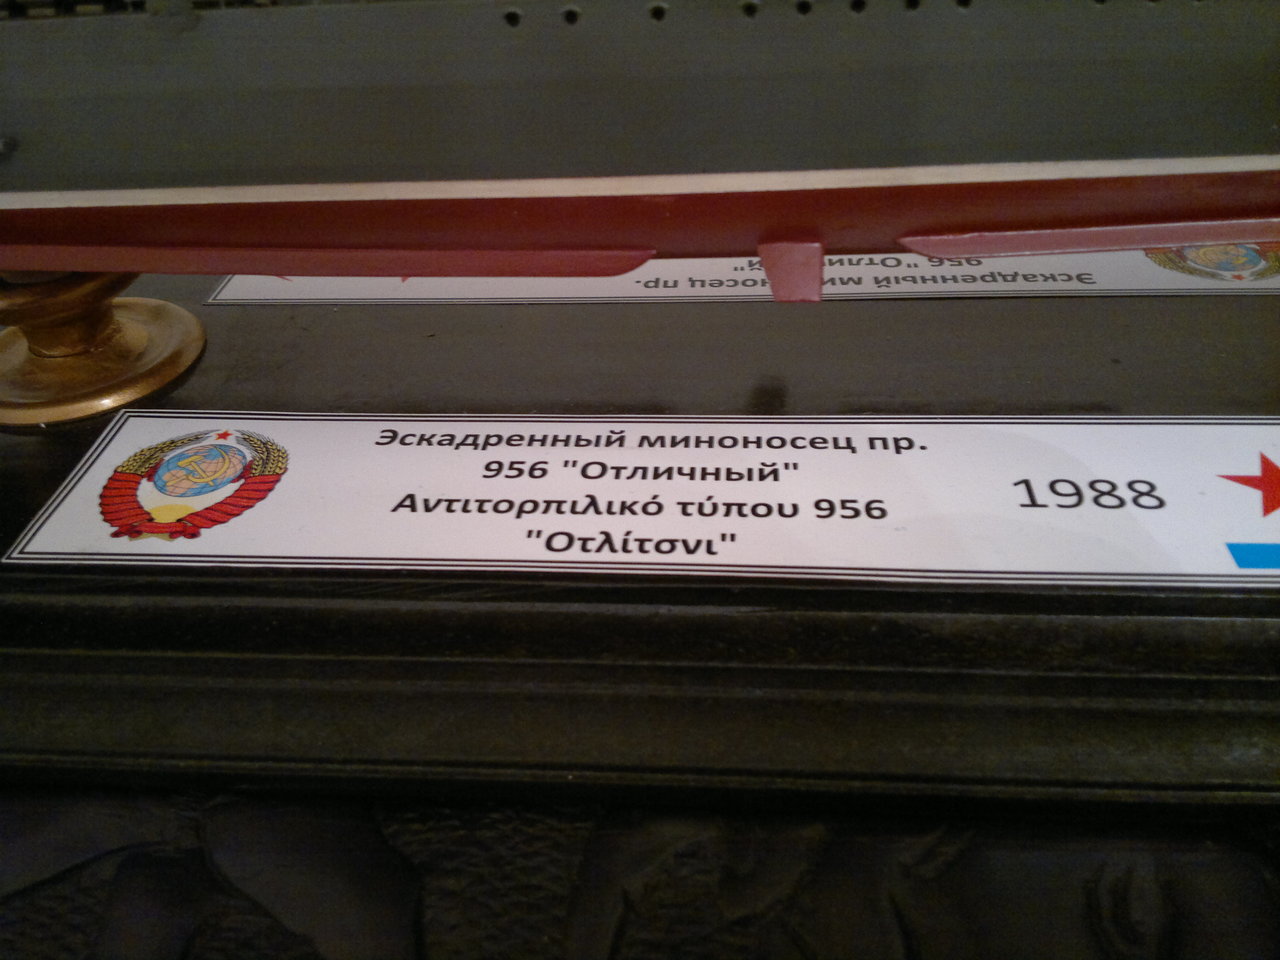 Эскадренный миноносец пр.
956 "Отличный"
Αντιτορπιλικό τύπου 956
"Οτλίτσνι"
1988